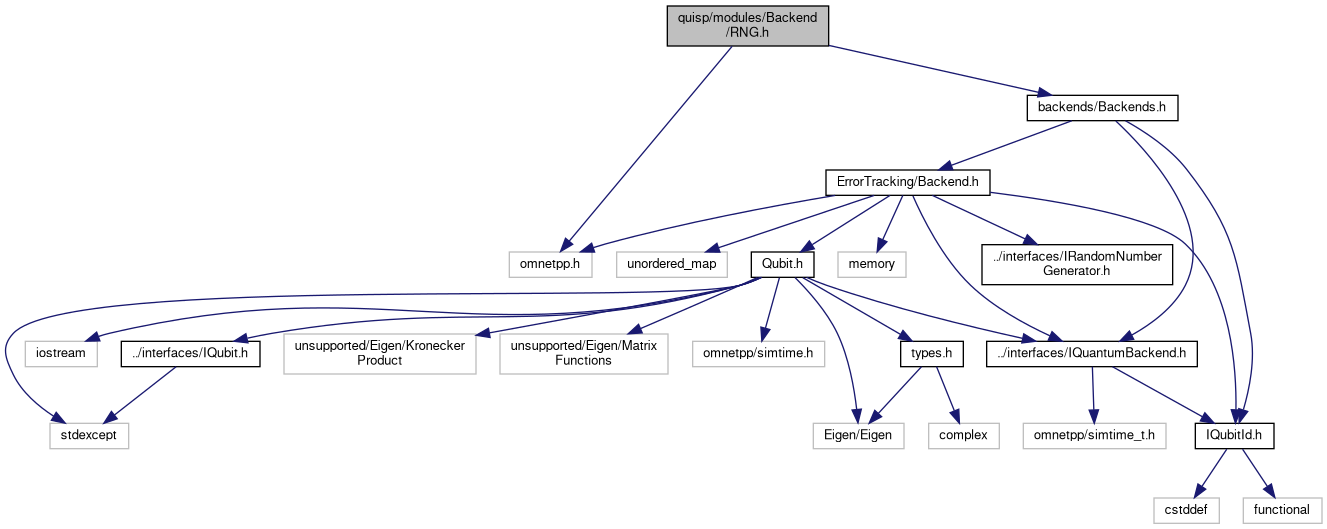 quisp/modules/Backend
/RNG.h
backends/Backends.h
ErrorTracking/Backend.h
omnetpp.h
unordered_map
Qubit.h
memory
../interfaces/IRandomNumber
Generator.h
iostream
../interfaces/IQubit.h
unsupported/Eigen/Kronecker
Product
unsupported/Eigen/Matrix
Functions
omnetpp/simtime.h
types.h
../interfaces/IQuantumBackend.h
stdexcept
Eigen/Eigen
complex
omnetpp/simtime_t.h
IQubitId.h
cstddef
functional